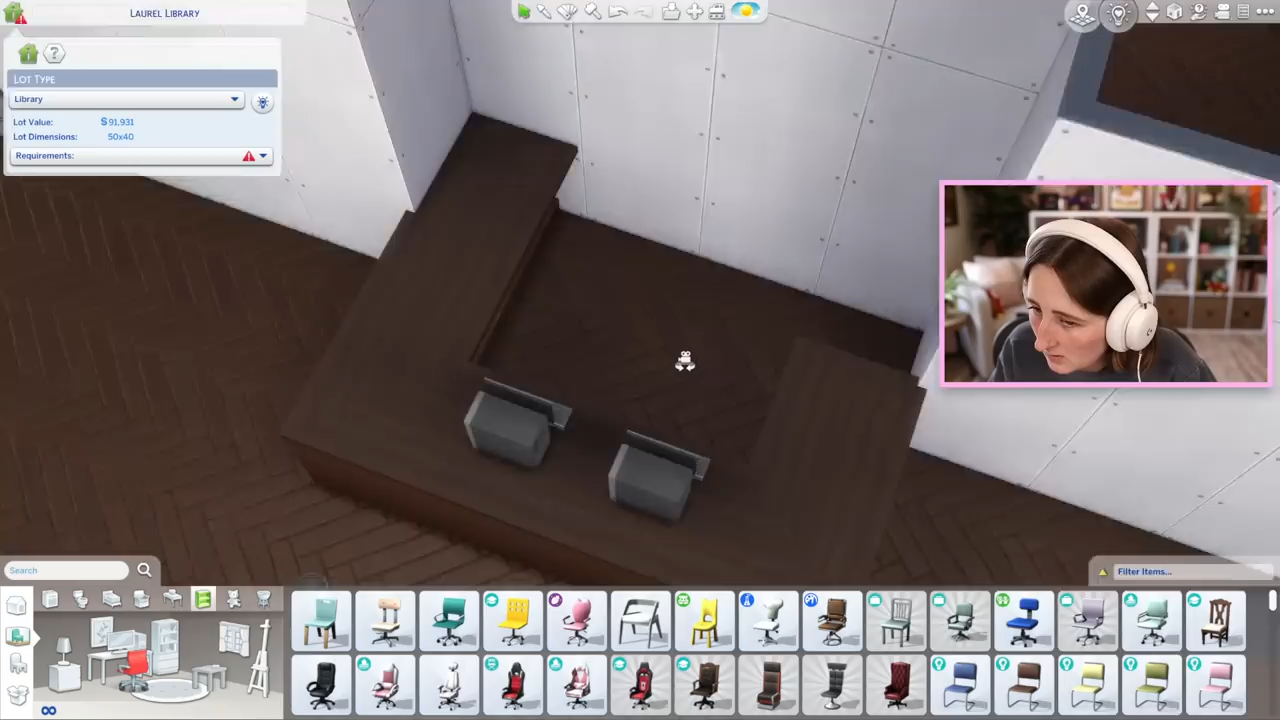 LAUREL LIBRARY
LOT TYPE
Library
Lot Value: $91,931
Lot Dimensions: 50x40
Requirements:
Search
Filter Items...